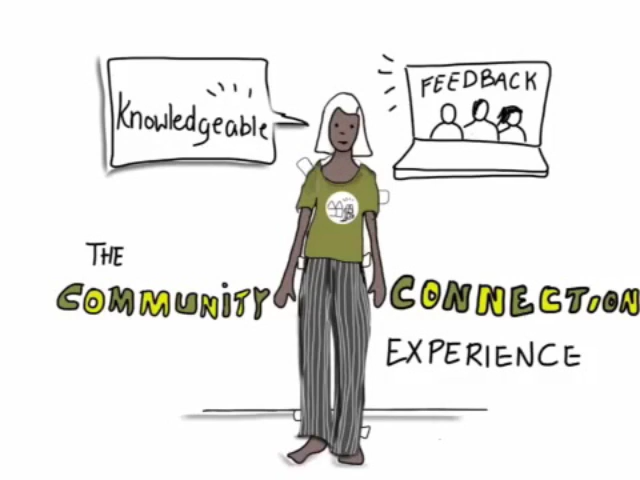 Knowledgeable
FEEDBACK
THE
COMMUNITY CONNECTION
EXPERIENCE